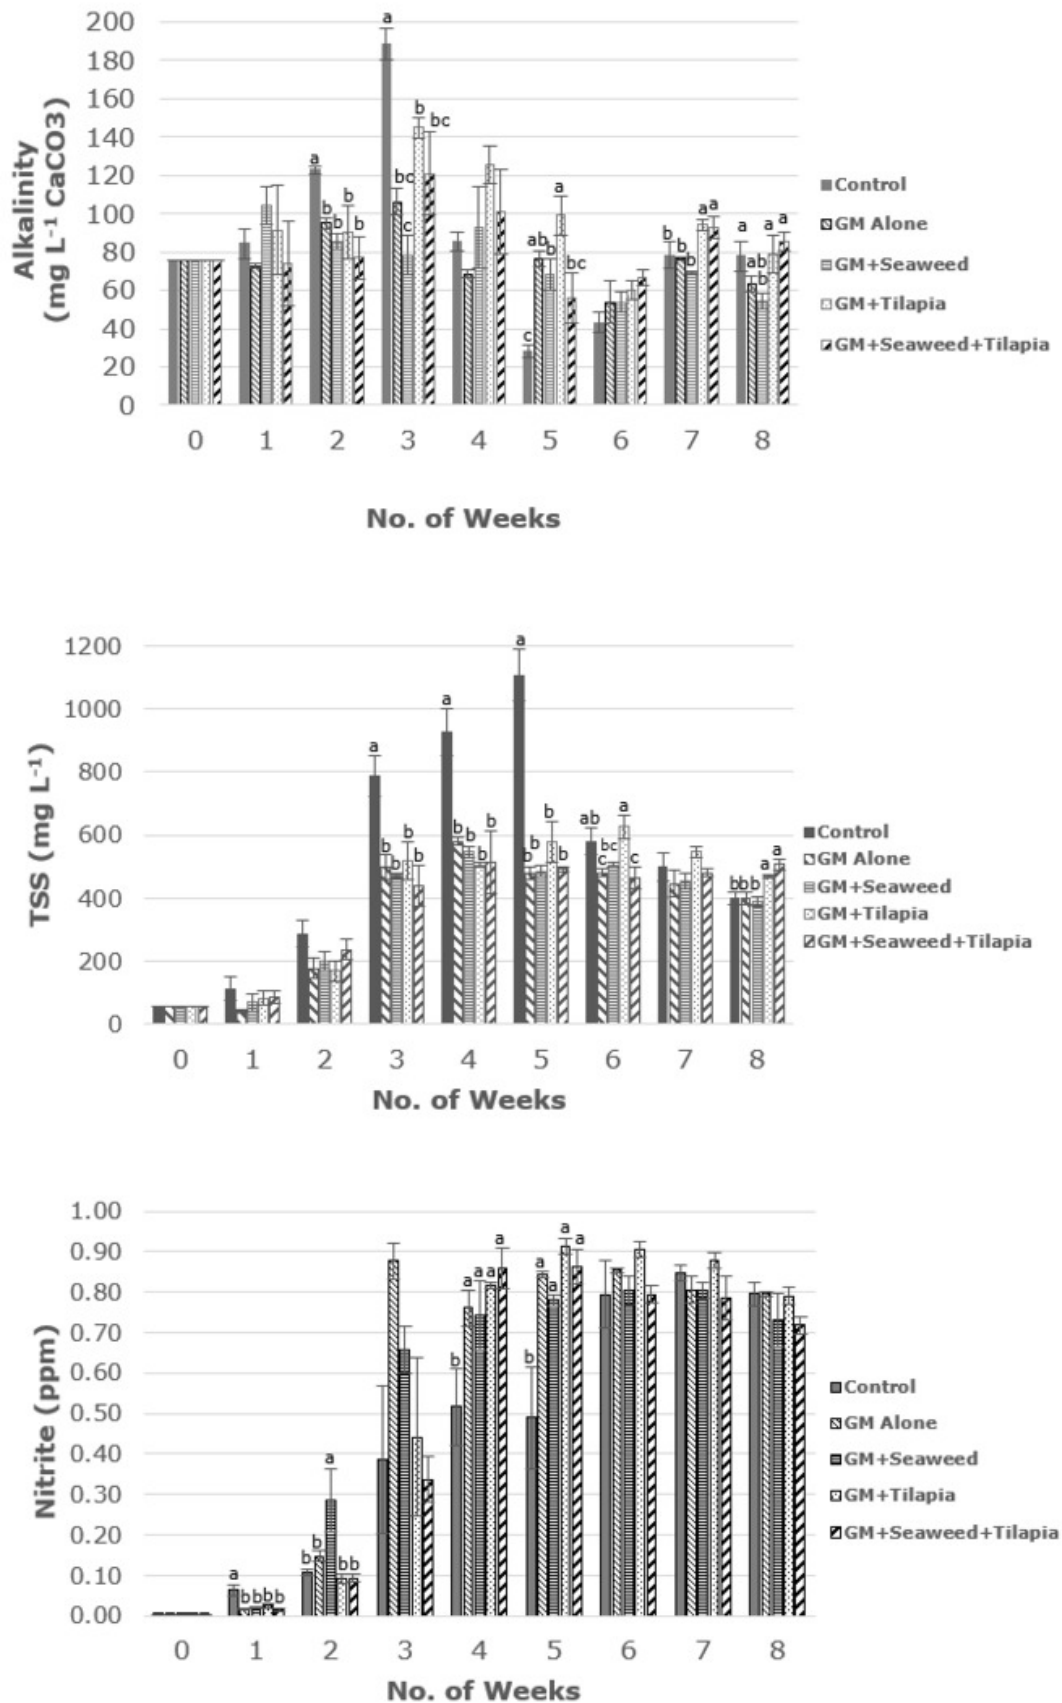 200
a
180
160
b
bc
140
Alkalinity
(mg L-1 CaCO3)
a
120
bc
a
b
b
b
100
b
c
ab
b
bc
a
a
b
b
b
a
ab
b
a
a
80
60
c
40
20
0
Control
GM Alone
GM+Seaweed
GM+Tilapia
GM+Seaweed+Tilapia
0 1 2 3 4 5 6 7 8
No. of Weeks
1200
a
1000
a
a
800
TSS (mg L-1)
600
b
b
b
b
b
b
b
b
b
b
b
b
ab
c
bc
a
c
400
b
b
b
a
a
200
0
Control
GM Alone
GM+Seaweed
GM+Tilapia
GM+Seaweed+Tilapia
0 1 2 3 4 5 6 7 8
No. of Weeks
1.00
0.90
0.80
0.70
0.60
0.50
0.40
0.30
0.20
0.10
0.00
Nitrite (ppm)
a
b
b
b
b
b
b
a
b
b
b
a
a
a
a
b
a
a
a
a
Control
GM Alone
GM+Seaweed
GM+Tilapia
GM+Seaweed+Tilapia
0 1 2 3 4 5 6 7 8
No. of Weeks